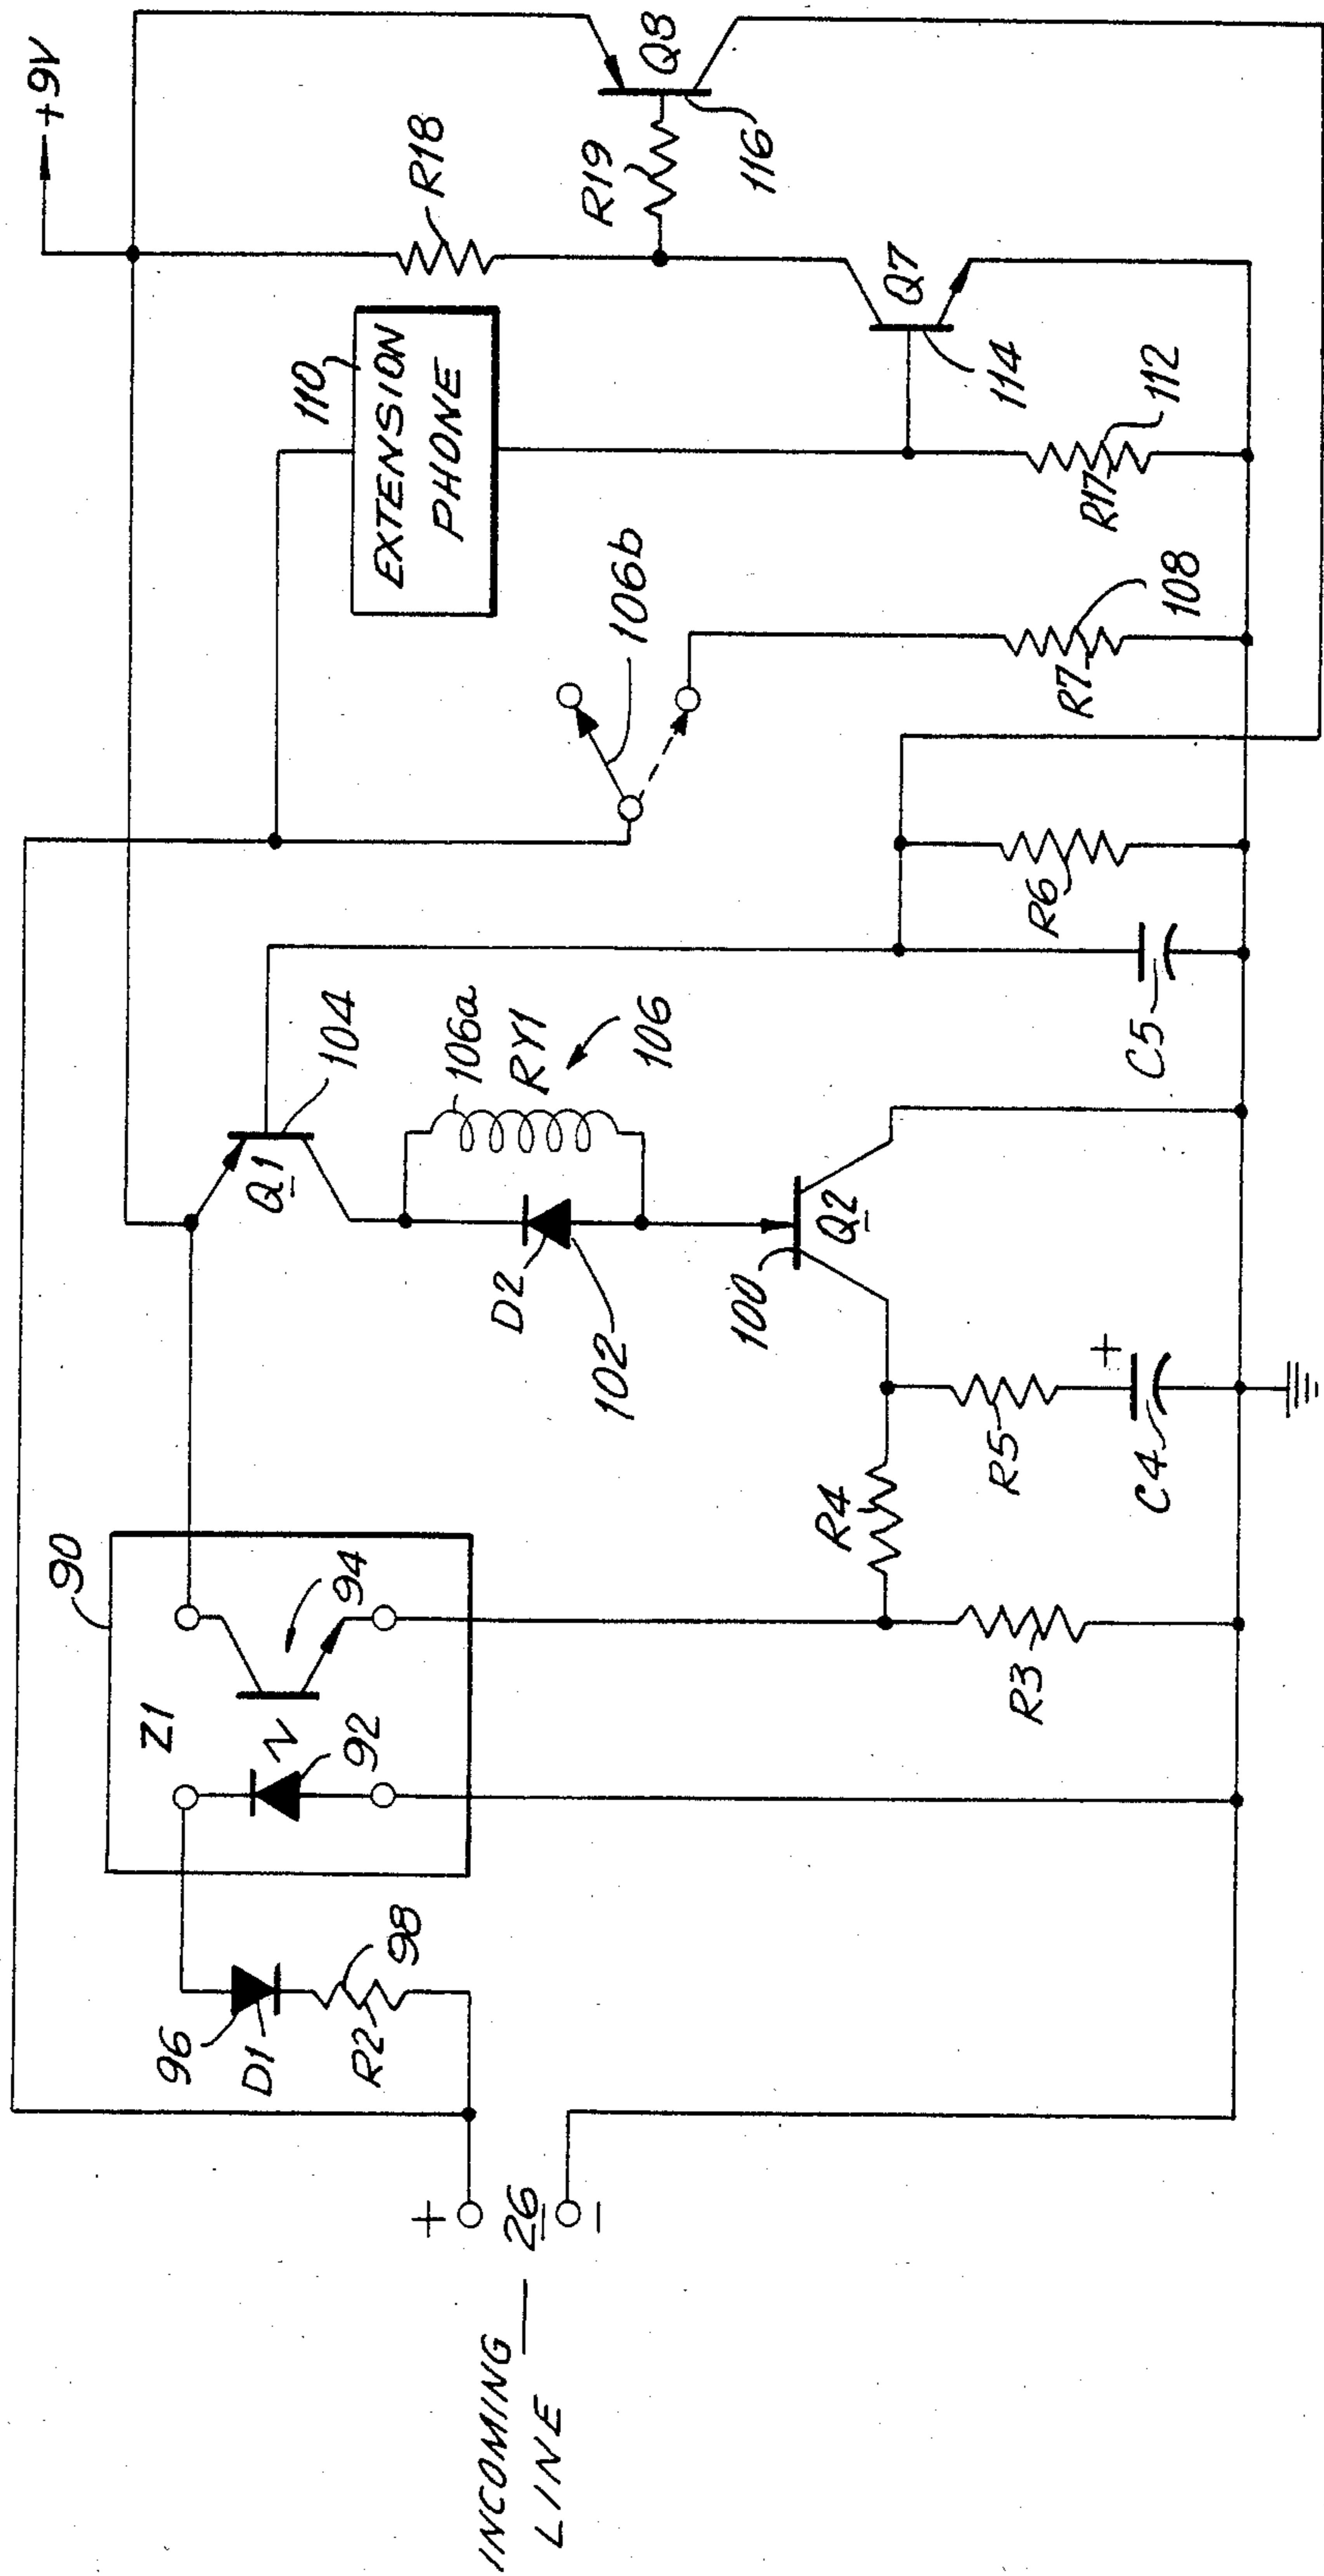 +9V
R18
Q8
R19
116
110
EXTENSION
PHONE
Q7
114
112
R17
106b
108
R7
R6
C5
104
Q1
106a
RY1
106
D2
102
100
Q2
R5
+
C4
R4
90
94
Z1
92
R3
96
D1
98
R2
+
26
−
INCOMING
LINE